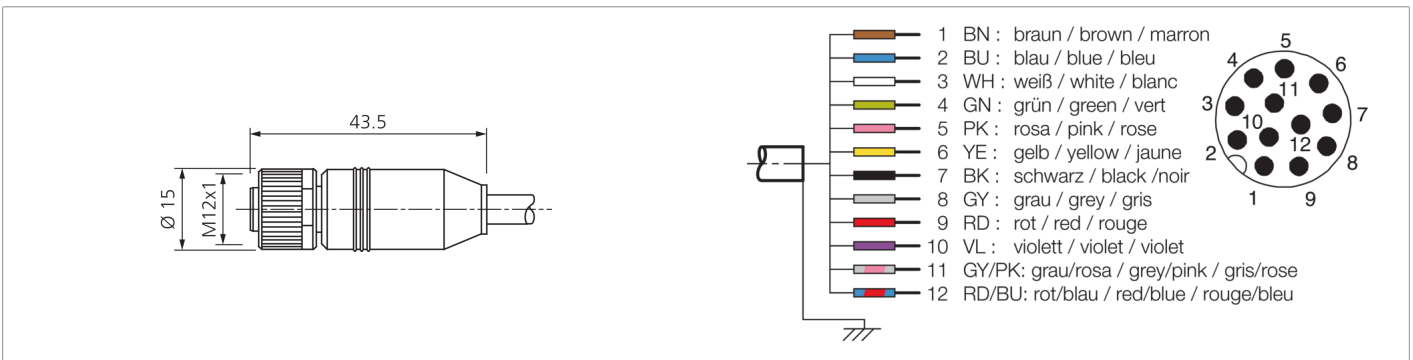 43.5
Ø 15
M12x1
1 BN : braun / brown / marron
2 BU : blau / blue / bleu
3 WH : weiß / white / blanc
4 GN : grün / green / vert
5 PK : rosa / pink / rose
6 YE : gelb / yellow / jaune
7 BK : schwarz / black /noir
8 GY : grau / grey / gris
9 RD : rot / red / rouge
10 VL : violett / violet / violet
11 GY/PK: grau/rosa / grey/pink / gris/rose
12 RD/BU: rot/blau / red/blue / rouge/bleu
5
4
6
11
3
7
10
12
2
8
1
9